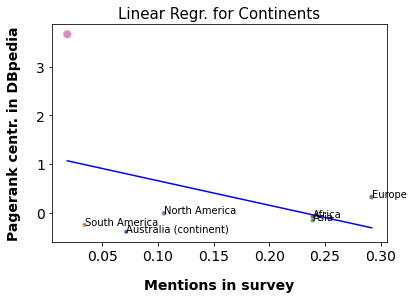 Linear Regr. for Continents
Pagerank centr. in DBpedia
3
2
1
0
Europe
North America
Africa
Asia
South America
Australia (continent)
0.05 0.10 0.15 0.20 0.25 0.30
Mentions in survey